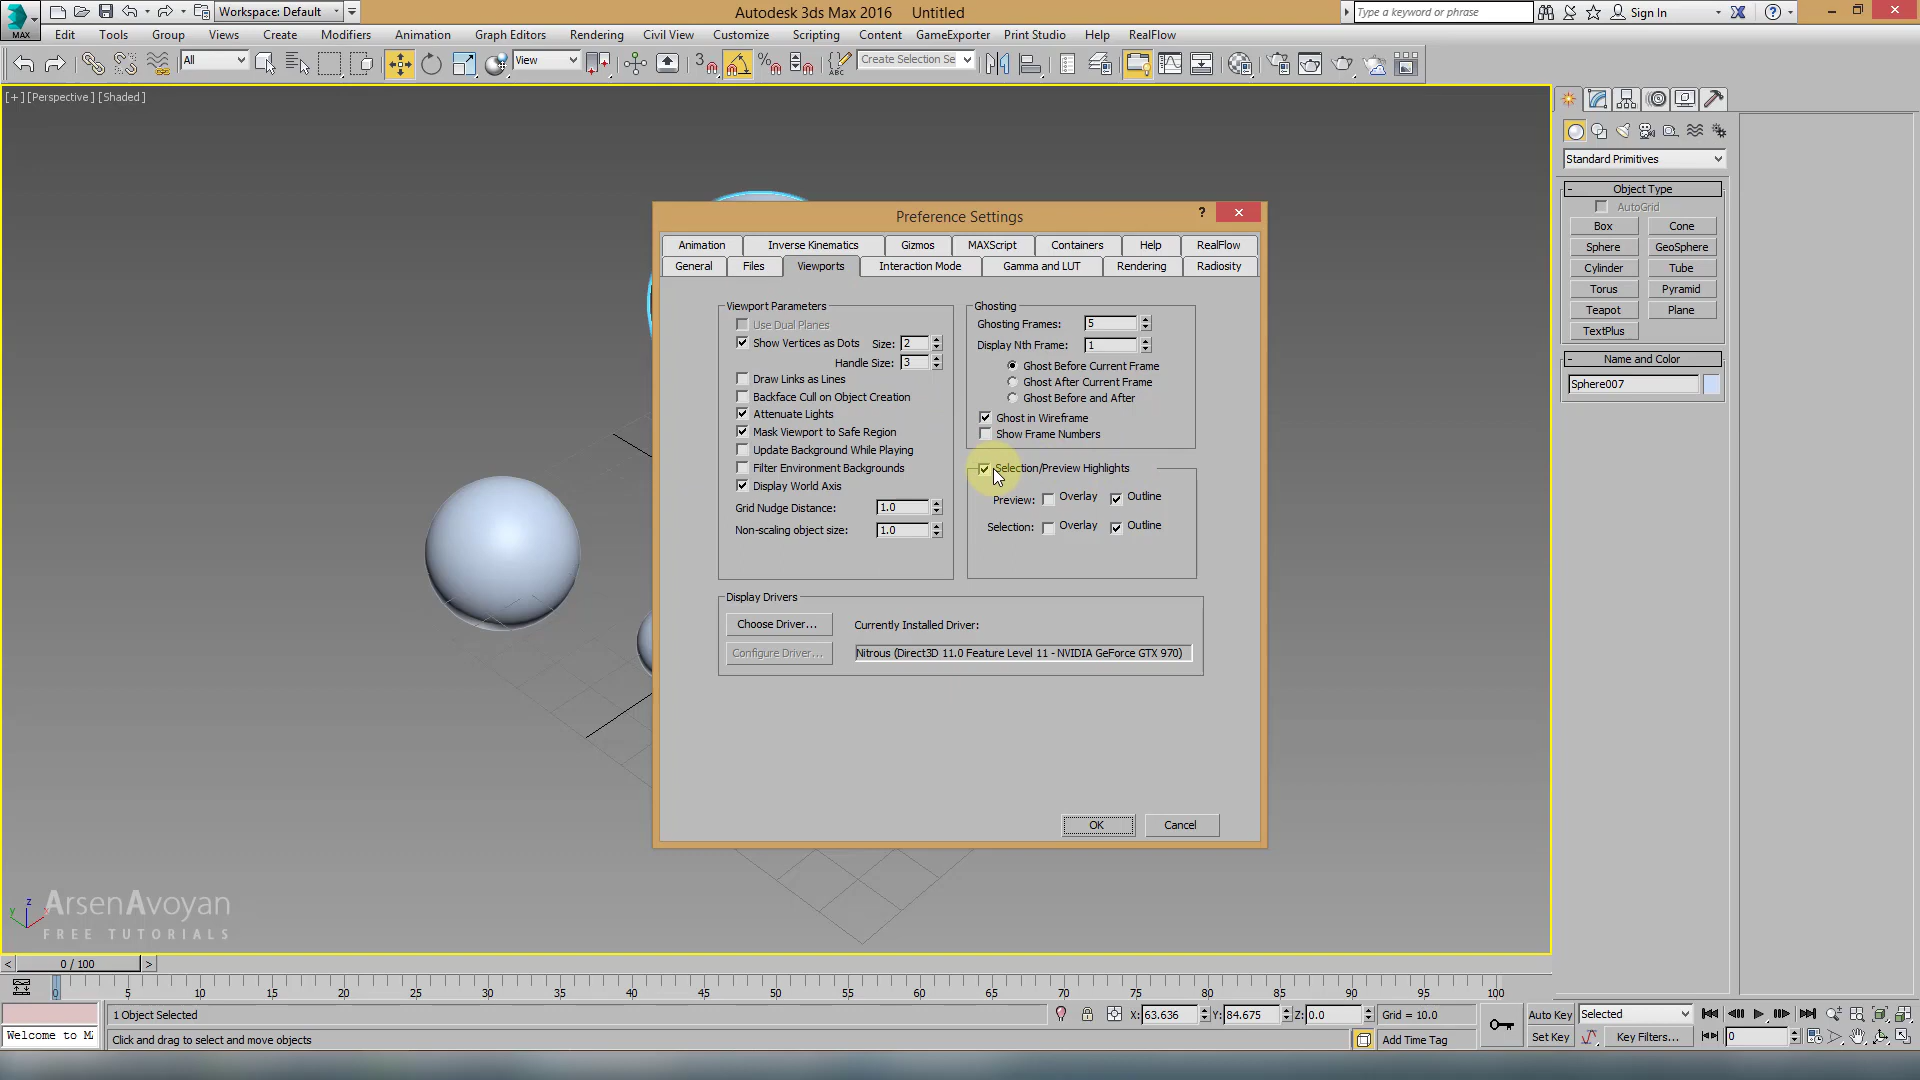 MAX
Workspace: Default
Autodesk 3ds Max 2016 Untitled
Type a keyword or phrase
Sign In
Edit Tools Group Views Create Modifiers Animation Graph Editors Rendering Civil View Customize Scripting Content GameExporter Print Studio Help RealFlow
All
View
3
ABC
Create Selection Se
[+] [Perspective] [Shaded]
Standard Primitives
- Object Type
AutoGrid
Box Cone
Sphere GeoSphere
Cylinder Tube
Torus Pyramid
Teapot Plane
TextPlus
- Name and Color
Sphere007
Preference Settings
?
Animation Inverse Kinematics Gizmos MAXScript Containers Help RealFlow
General Files Viewports Interaction Mode Gamma and LUT Rendering Radiosity
Viewport Parameters
Use Dual Planes
Show Vertices as Dots Size: 2
Handle Size: 3
Draw Links as Lines
Backface Cull on Object Creation
Attenuate Lights
Mask Viewport to Safe Region
Update Background While Playing
Filter Environment Backgrounds
Display World Axis
Grid Nudge Distance: 1.0
Non-scaling object size: 1.0
Ghosting
Ghosting Frames: 5
Display Nth Frame: 1
Ghost Before Current Frame
Ghost After Current Frame
Ghost Before and After
Ghost in Wireframe
Show Frame Numbers
Selection/Preview Highlights
Preview: Overlay Outline
Selection: Overlay Outline
Display Drivers
Choose Driver...
Currently Installed Driver:
Configure Driver...
Nitrous (Direct3D 11.0 Feature Level 11 - NVIDIA GeForce GTX 970)
OK Cancel
z
y
ArsenAvoyan
FREE TUTORIALS
< 0 / 100 >
0 5 10 15 20 25 30 35 40 45 50 55 60 65 70 75 80 85 90 95 100
1 Object Selected
X: 63.636 Y: 84.675 Z: 0.0
Grid = 10.0
Auto Key
Selected
Welcome to M
Click and drag to select and move objects
Add Time Tag
Set Key
Key Filters...
0